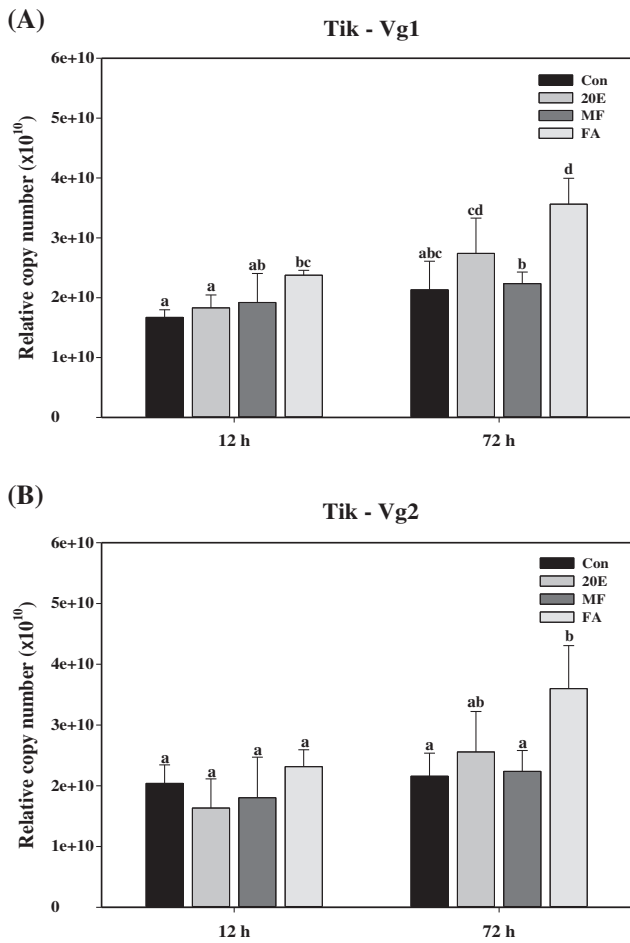 (A)
Tik - Vg1
Relative copy number (x10¹⁰)
6e+10
5e+10
4e+10
3e+10
2e+10
1e+10
0
Con
20E
MF
FA
a
a
ab
bc
abc
cd
b
d
12 h
72 h
(B)
Tik - Vg2
Relative copy number (x10¹⁰)
6e+10
5e+10
4e+10
3e+10
2e+10
1e+10
0
Con
20E
MF
FA
a
a
a
a
a
ab
a
b
12 h
72 h